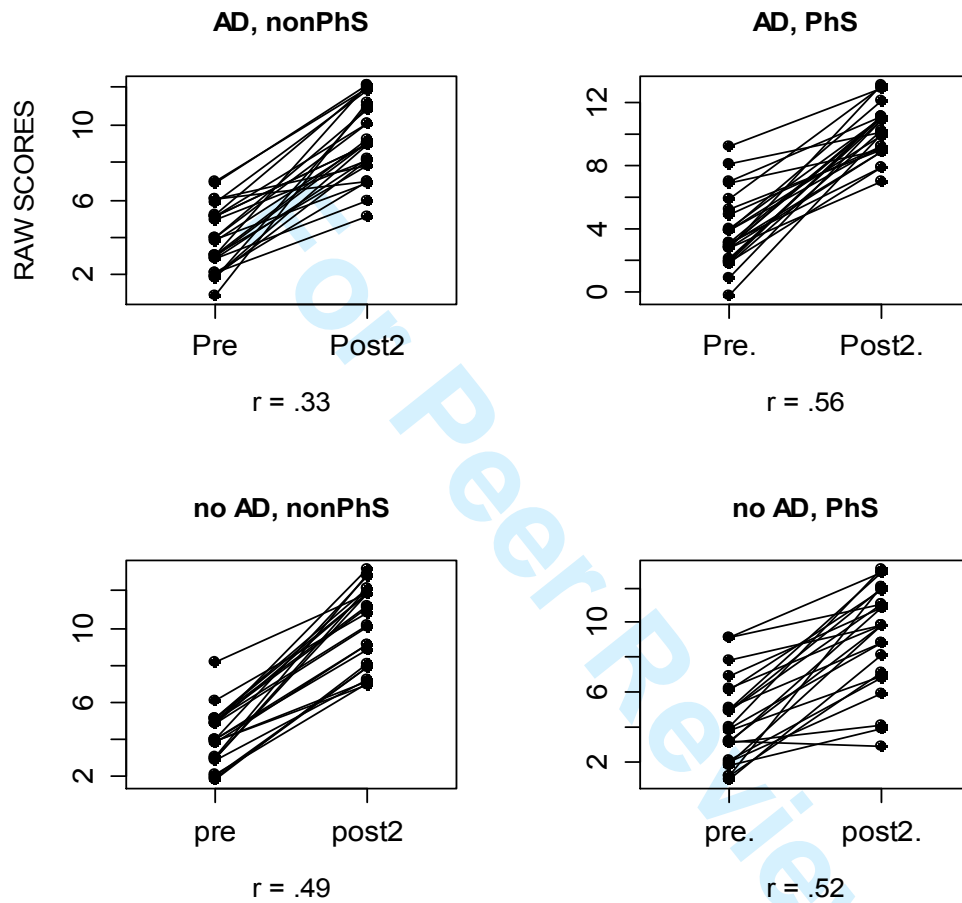 AD, nonPhS
AD, PhS
RAW SCORES
10
6
2
12
8
4
0
Pre Post2
Pre. Post2.
r = .33
r = .56
no AD, nonPhS
no AD, PhS
10
6
2
10
6
2
pre post2
pre. post2.
r = .49
r = .52
For Peer Review